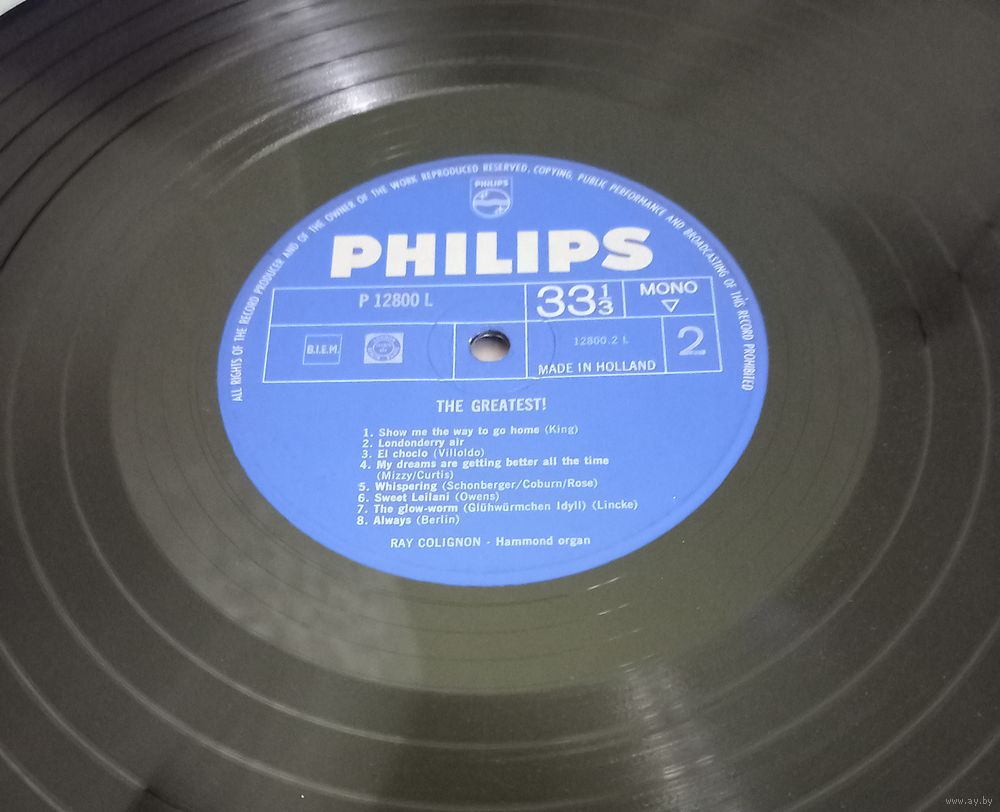 ALL RIGHTS OF THE RECORD PRODUCER AND OF THE OWNER OF THE WORK REPRODUCED RESERVED, COPYING, PUBLIC PERFORMANCE AND BROADCASTING OF THIS RECORD PROHIBITED
PHILIPS
PHILIPS
P 12800 L
33 1/3
MONO
B.I.E.M.
12800.2 L
MADE IN HOLLAND
2
THE GREATEST!
1. Show me the way to go home (King)
2. Londonderry air
3. El choclo (Villoldo)
4. My dreams are getting better all the time
(Mizzy/Curtis)
5. Whispering (Schonberger/Coburn/Rose)
6. Sweet Leilani (Owens)
7. The glow-worm (Glühwürmchen Idyll) (Lincke)
8. Always (Berlin)
RAY COLIGNON - Hammond organ
www.ay.by